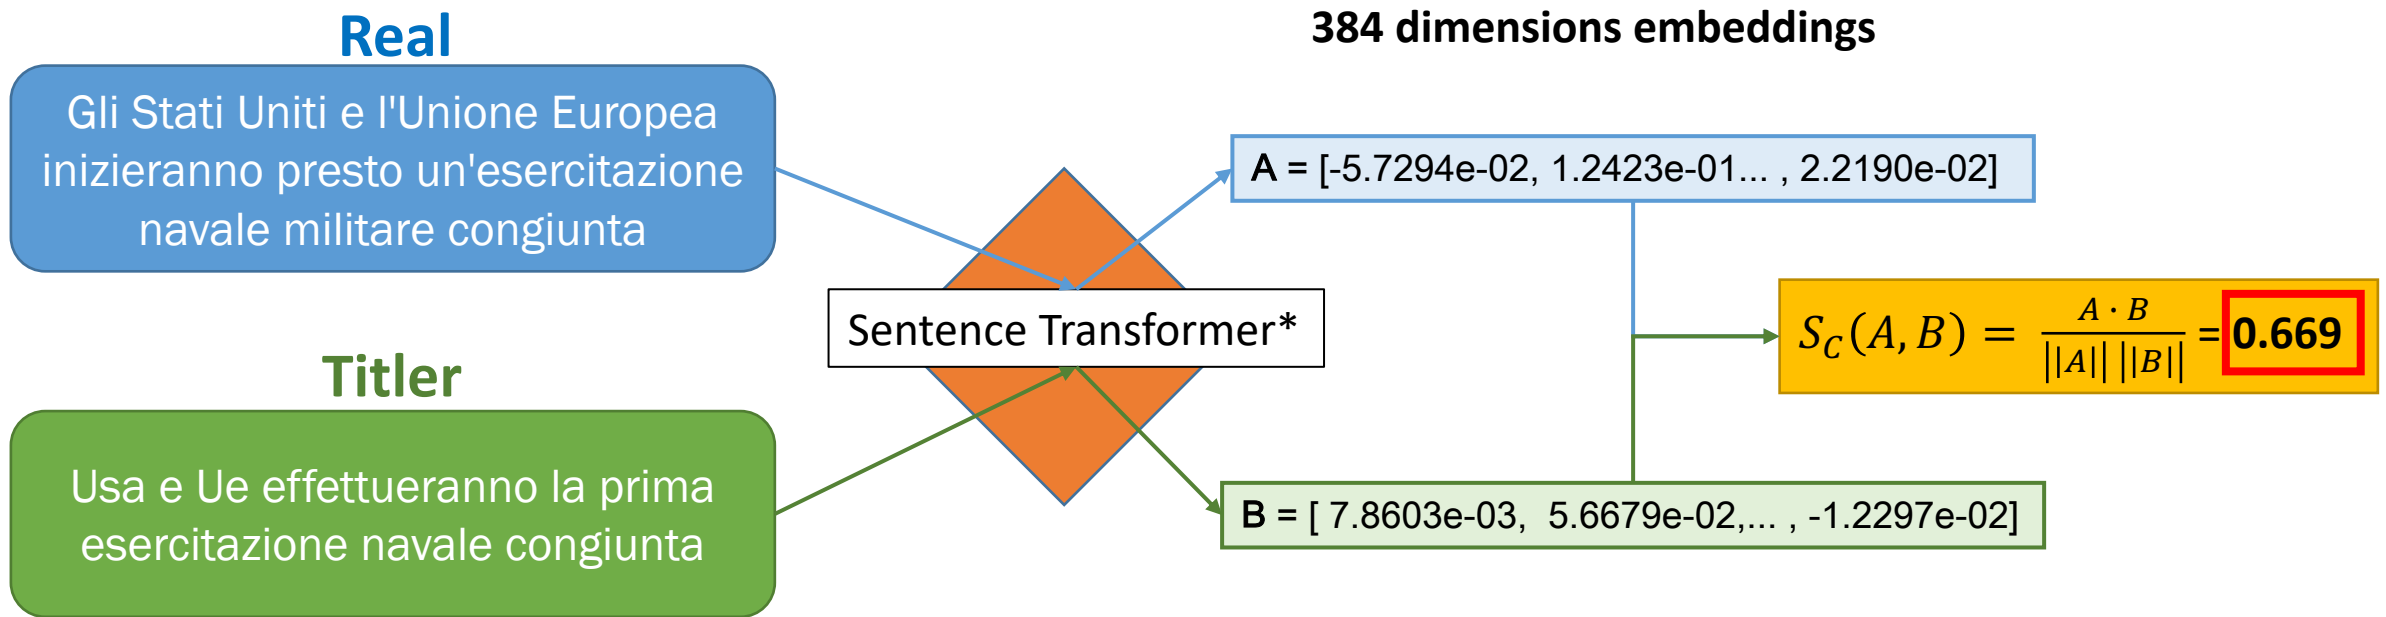 Real
384 dimensions embeddings
Gli Stati Uniti e l'Unione Europea
inizieranno presto un'esercitazione
navale militare congiunta
A = [-5.7294e-02, 1.2423e-01... , 2.2190e-02]
Sentence Transformer*
S_C(A, B) = A · B / ||A|| ||B|| = 0.669
Titler
Usa e Ue effettueranno la prima
esercitazione navale congiunta
B = [ 7.8603e-03, 5.6679e-02,... , -1.2297e-02]